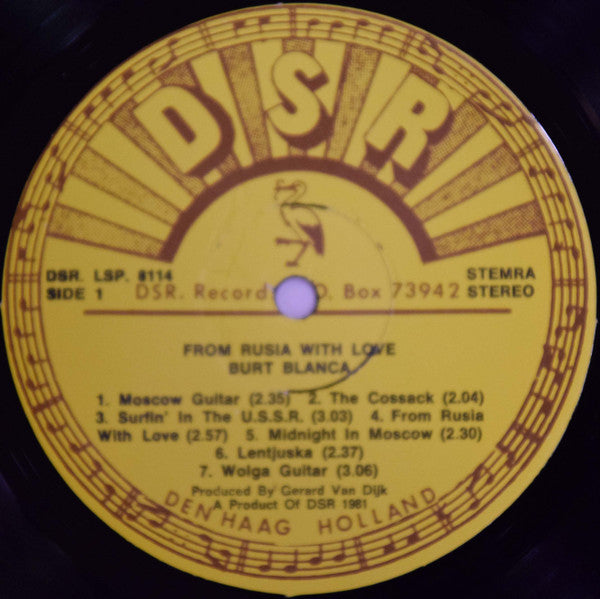 DSR
DSR. LSP. 8114
SIDE 1
STEMRA
STEREO
DSR. Record O. Box 73942
FROM RUSIA WITH LOVE
BURT BLANCA
1. Moscow Guitar (2.35) 2. The Cossack (2.04)
3. Surfin' In The U.S.S.R. (3.03) 4. From Rusia
With Love (2.57) 5. Midnight In Moscow (2.30)
6. Lentjuska (2.37)
7. Wolga Guitar (3.06)
Produced By Gerard Van Dijk
A Product Of DSR 1981
DEN HAAG HOLLAND